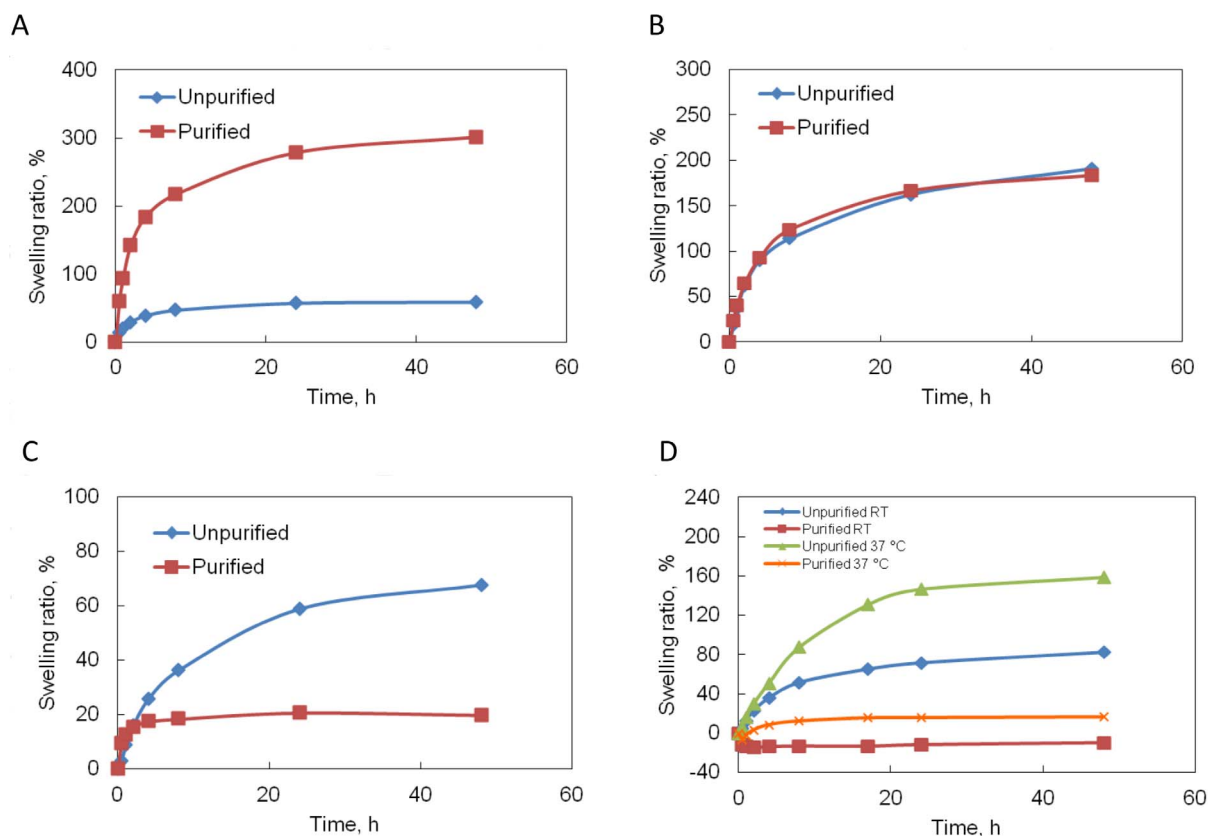 A
Swelling ratio, %
400
300
200
100
0
Unpurified
Purified
0 20 40 60
Time, h
B
Swelling ratio, %
300
250
200
150
100
50
0
Unpurified
Purified
0 20 40 60
Time, h
C
Swelling ratio, %
100
80
60
40
20
0
Unpurified
Purified
0 20 40 60
Time, h
D
Swelling ratio, %
240
200
160
120
80
40
0
-40
Unpurified RT
Purified RT
Unpurified 37 °C
Purified 37 °C
0 20 40 60
Time, h